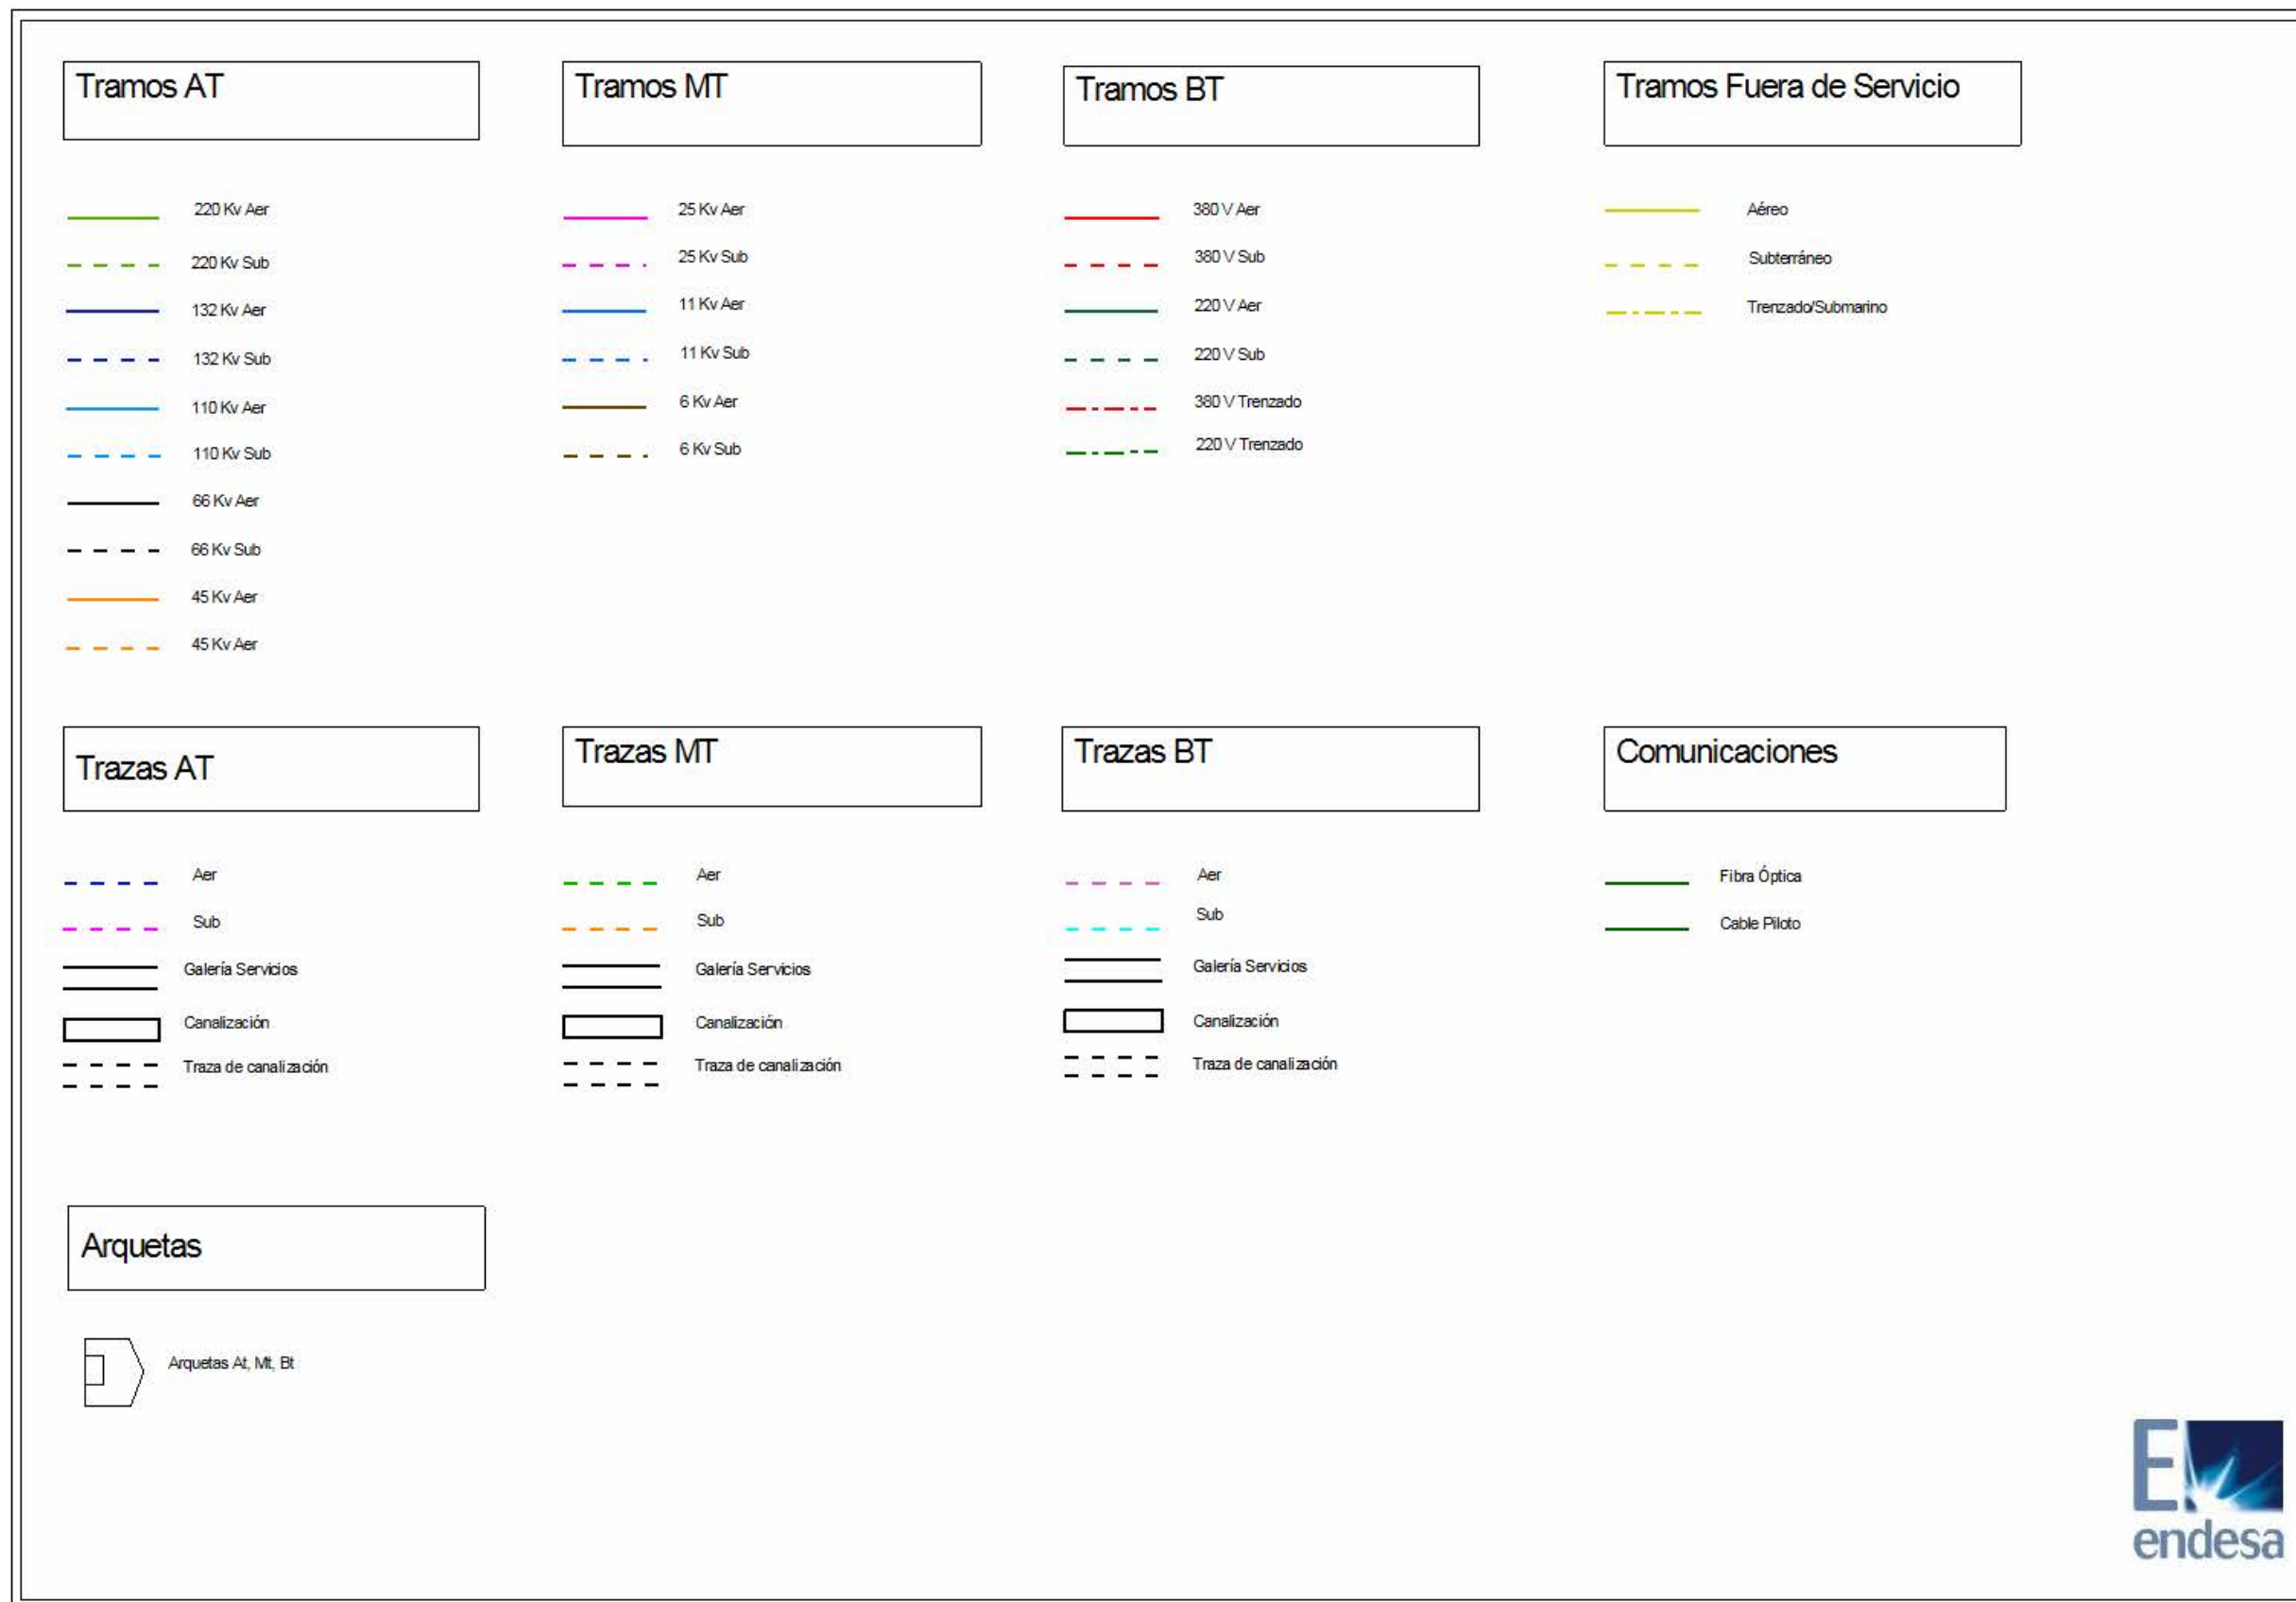 Tramos AT
220 Kv Aer
220 Kv Sub
132 Kv Aer
132 Kv Sub
110 Kv Aer
110 Kv Sub
66 Kv Aer
66 Kv Sub
45 Kv Aer
45 Kv Aer
Tramos MT
25 Kv Aer
25 Kv Sub
11 Kv Aer
11 Kv Sub
6 Kv Aer
6 Kv Sub
Tramos BT
380 V Aer
380 V Sub
220 V Aer
220 V Sub
380 V Trenzado
220 V Trenzado
Tramos Fuera de Servicio
Aéreo
Subterráneo
Trenzado/Submarino
Trazas AT
Aer
Sub
Galería Servicios
Canalización
Traza de canalización
Trazas MT
Aer
Sub
Galería Servicios
Canalización
Traza de canalización
Trazas BT
Aer
Sub
Galería Servicios
Canalización
Traza de canalización
Comunicaciones
Fibra Óptica
Cable Piloto
Arquetas
Arquetas At, Mt, Bt
E
endesa